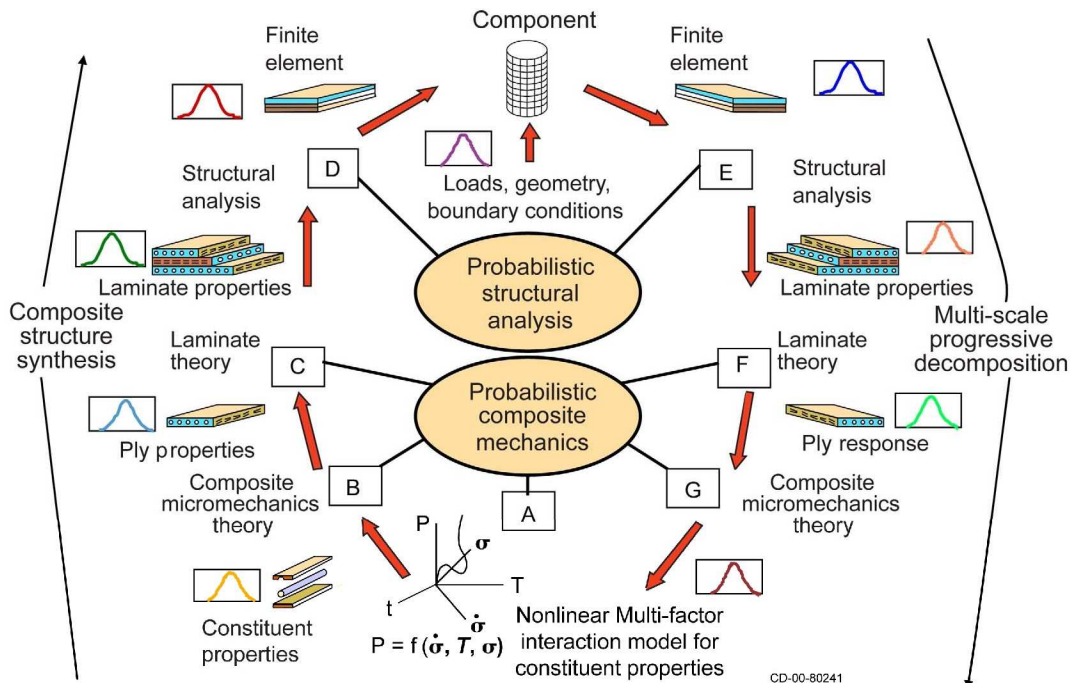 Component
Finite
element
Finite
element
D
Loads, geometry,
boundary conditions
E
Structural
analysis
Structural
analysis
Probabilistic
structural
analysis
Laminate properties
Laminate properties
Composite
structure
synthesis
Multi-scale
progressive
decomposition
Laminate
theory
C
F
Laminate
theory
Probabilistic
composite
mechanics
Ply properties
Ply response
Composite
micromechanics
theory
B
A
G
Composite
micromechanics
theory
P
σ
T
t
σ̇
P = f (σ̇, T, σ)
Constituent
properties
Nonlinear Multi-factor
interaction model for
constituent properties
CD-00-80241